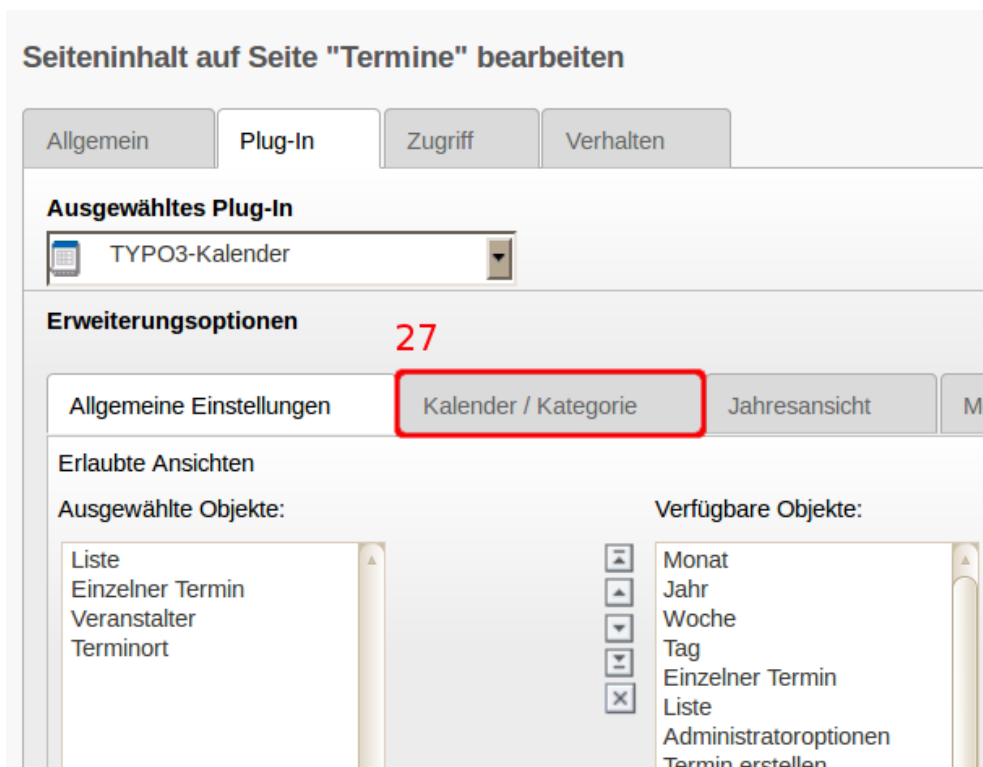 Seiteninhalt auf Seite "Termine" bearbeiten
Allgemein Plug-In Zugriff Verhalten
Ausgewähltes Plug-In
TYPO3-Kalender
Erweiterungsoptionen
27
Allgemeine Einstellungen Kalender / Kategorie Jahresansicht M
Erlaubte Ansichten
Ausgewählte Objekte: Verfügbare Objekte:
Liste Monat
Einzelner Termin Jahr
Veranstalter Woche
Terminort Tag
Einzelner Termin
Liste
Administratoroptionen
Termin erstellen